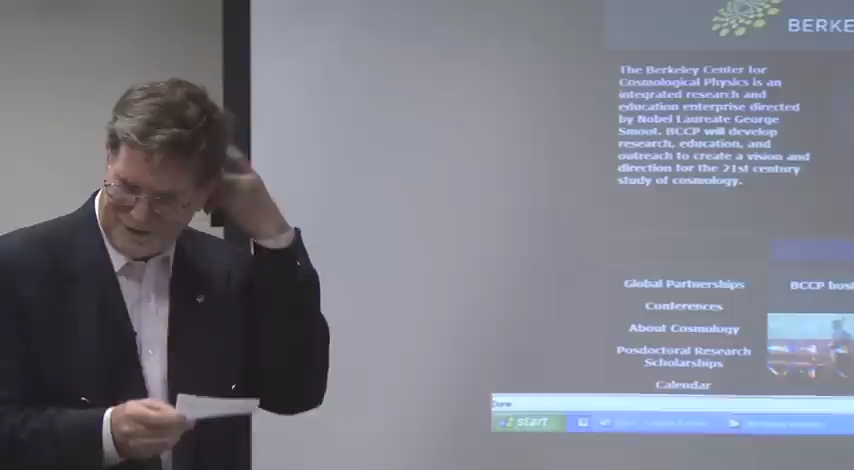 BERKE
The Berkeley Center for
Cosmological Physics is an
integrated research and
education enterprise directed
by Nobel Laureate George
Smoot. BCCP will develop
research, education, and
outreach to create a vision and
direction for the 21st century
study of cosmology.
Global Partnerships
BCCP hos
Conferences
About Cosmology
Posdoctoral Research
Scholarships
Calendar
Done
start